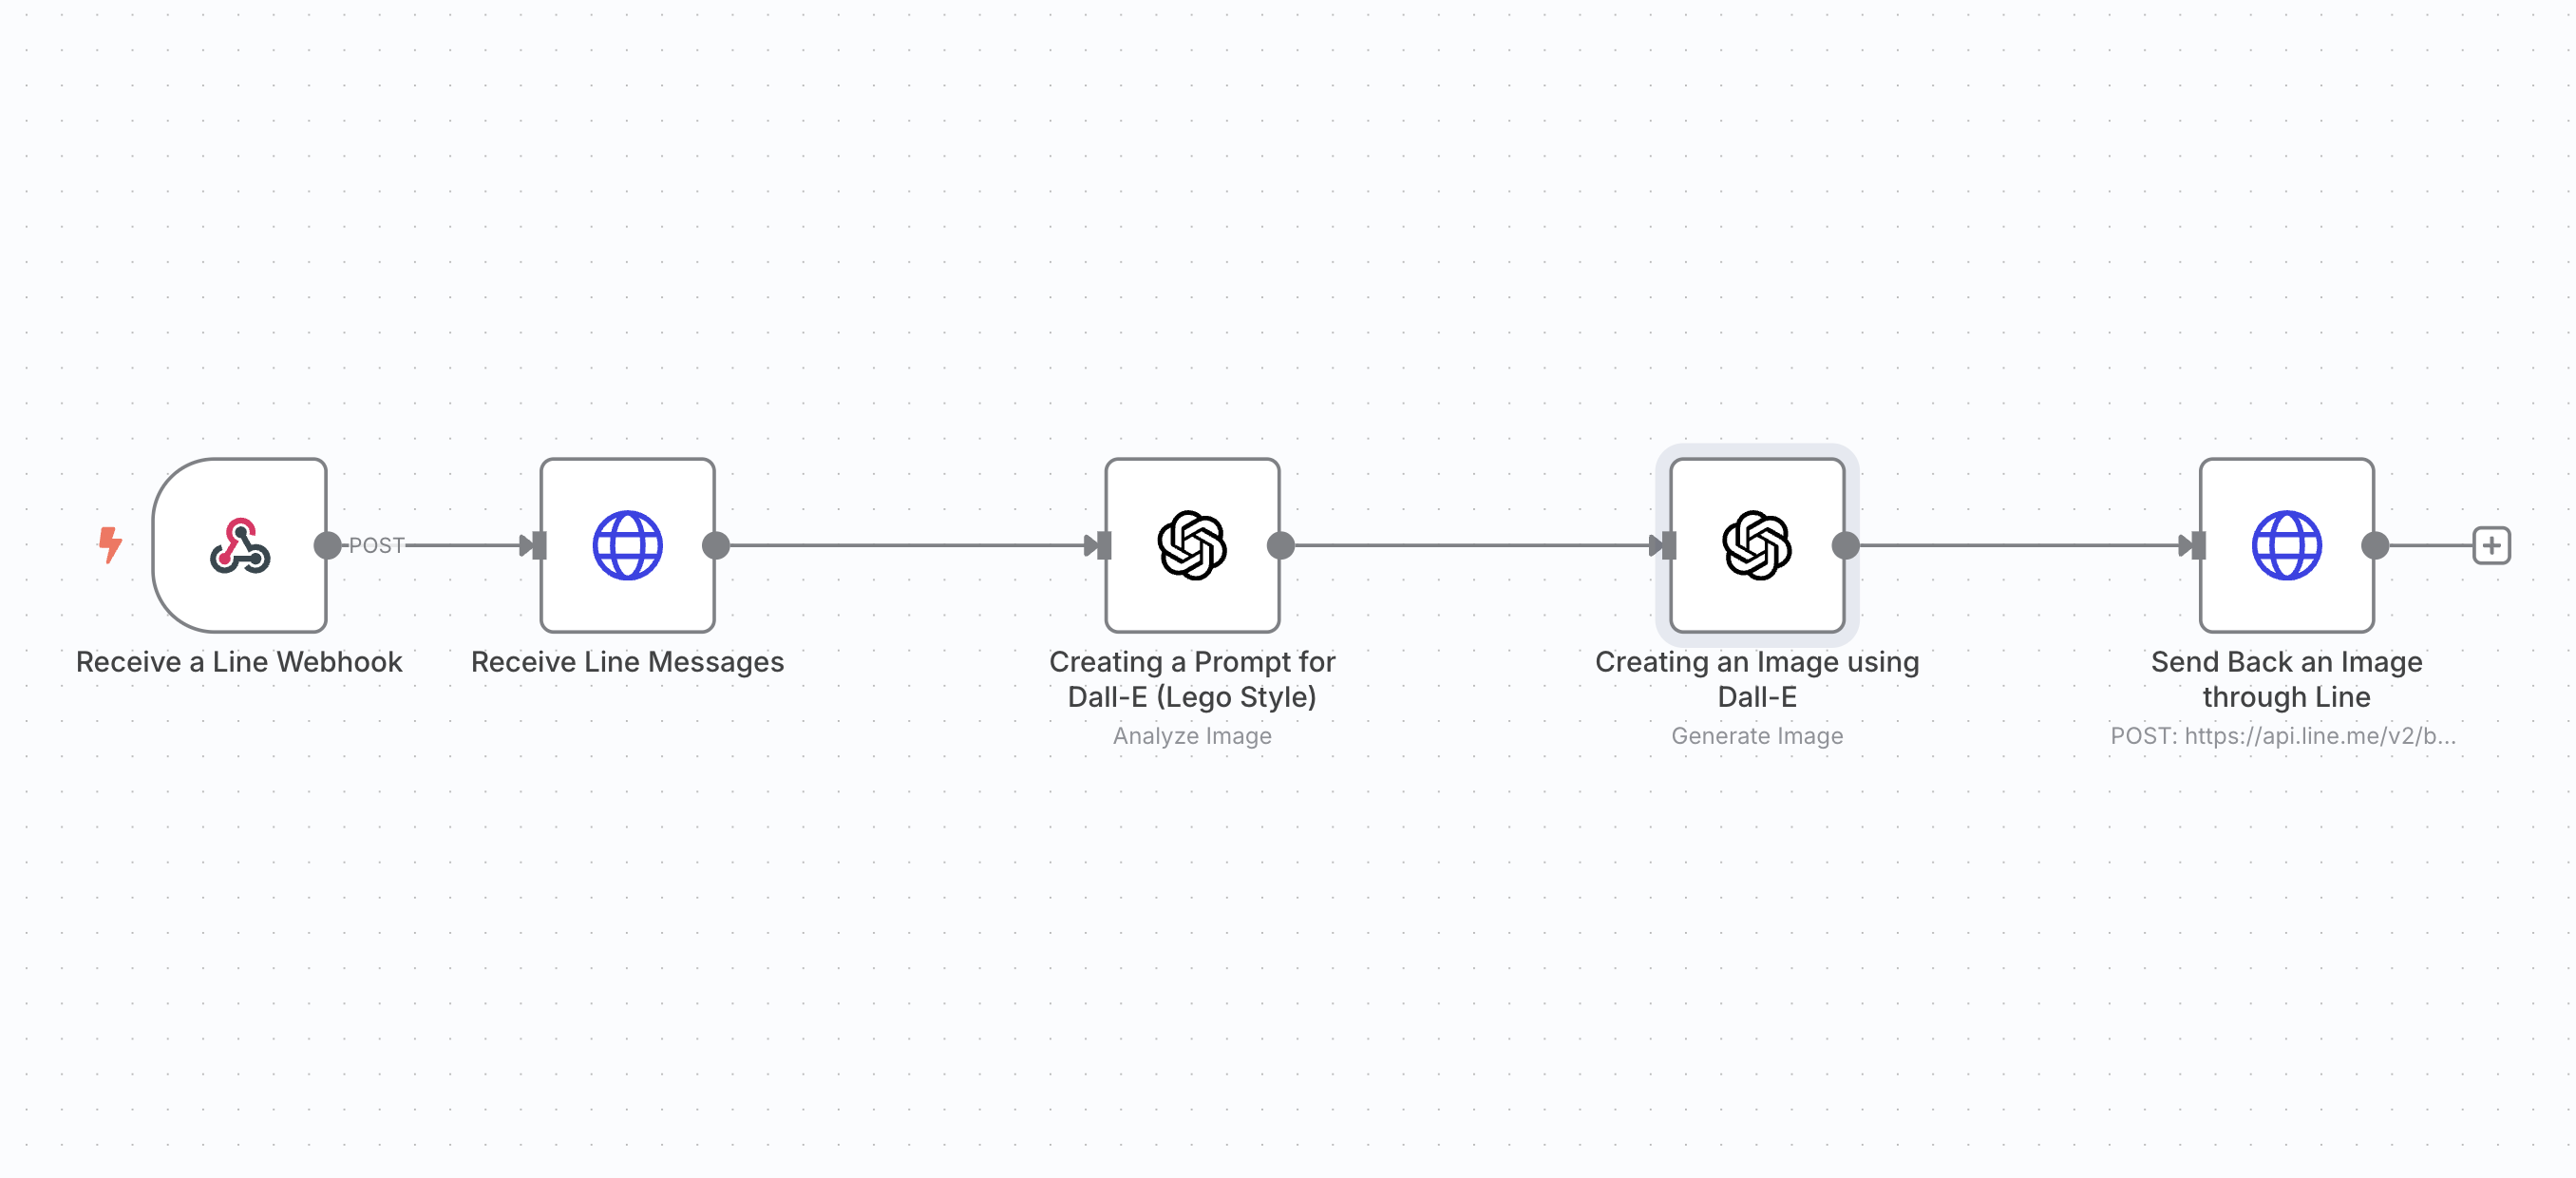 POST
Receive a Line Webhook
Receive Line Messages
Creating a Prompt for
Dall-E (Lego Style)
Analyze Image
Creating an Image using
Dall-E
Generate Image
Send Back an Image
through Line
POST: https://api.line.me/v2/b...